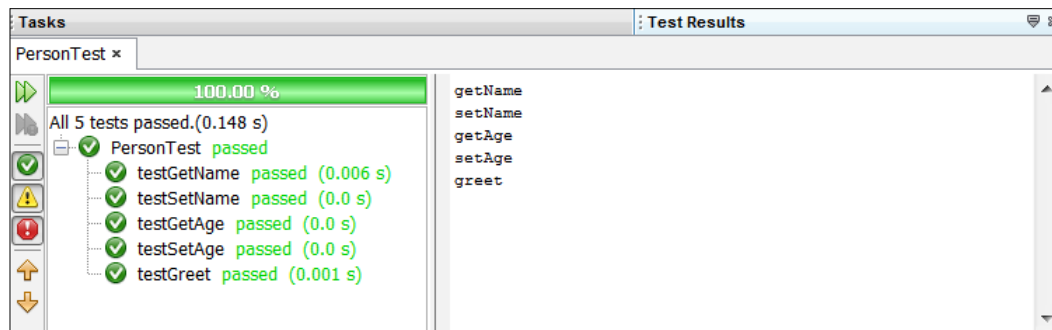 Tasks
Test Results
PersonTest ×
100.00 %
All 5 tests passed.(0.148 s)
PersonTest passed
testGetName passed (0.006 s)
testSetName passed (0.0 s)
testGetAge passed (0.0 s)
testSetAge passed (0.0 s)
testGreet passed (0.001 s)
getName
setName
getAge
setAge
greet